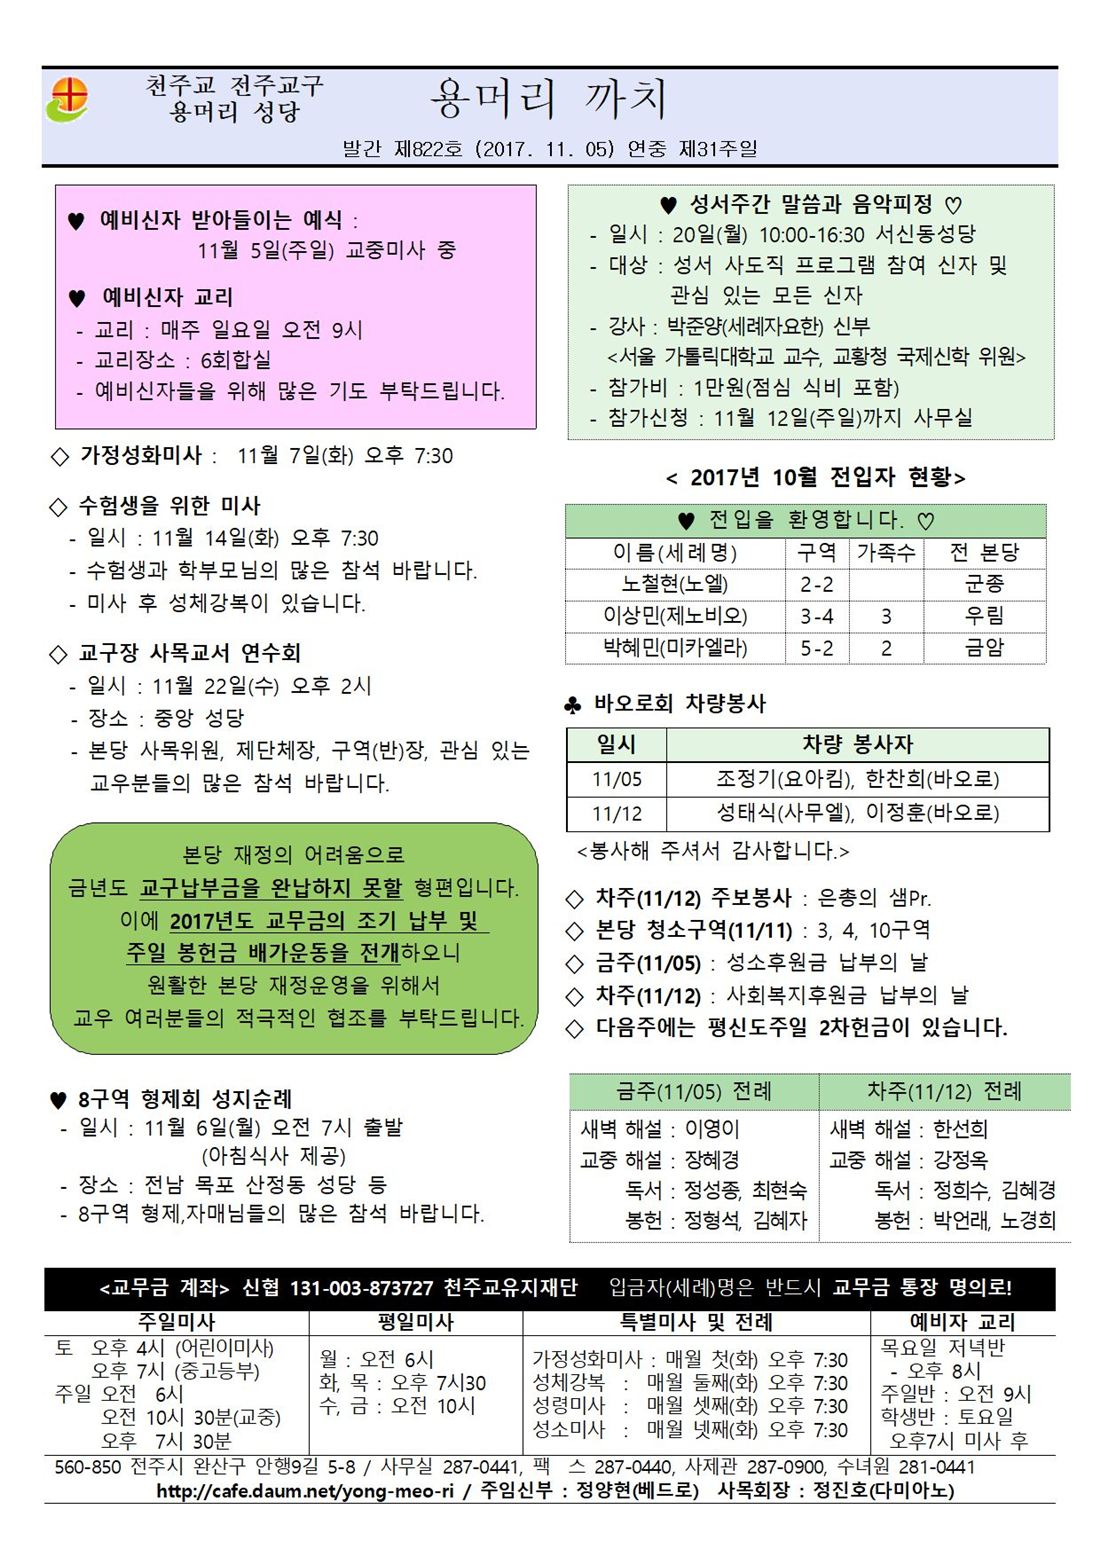 천주교 전주교구
용머리 성당
용머리 까치
발간 제822호 (2017. 11. 05) 연중 제31주일
♥ 예비신자 받아들이는 예식 :
11월 5일(주일) 교중미사 중
♥ 예비신자 교리
- 교리 : 매주 일요일 오전 9시
- 교리장소 : 6회합실
- 예비신자들을 위해 많은 기도 부탁드립니다.
◇ 가정성화미사 : 11월 7일(화) 오후 7:30
◇ 수험생을 위한 미사
- 일시 : 11월 14일(화) 오후 7:30
- 수험생과 학부모님의 많은 참석 바랍니다.
- 미사 후 성체강복이 있습니다.
◇ 교구장 사목교서 연수회
- 일시 : 11월 22일(수) 오후 2시
- 장소 : 중앙 성당
- 본당 사목위원, 제단체장, 구역(반)장, 관심 있는
교우분들의 많은 참석 바랍니다.
본당 재정의 어려움으로
금년도 교구납부금을 완납하지 못할 형편입니다.
이에 2017년도 교무금의 조기 납부 및
주일 봉헌금 배가운동을 전개하오니
원활한 본당 재정운영을 위해서
교우 여러분들의 적극적인 협조를 부탁드립니다.
♥ 8구역 형제회 성지순례
- 일시 : 11월 6일(월) 오전 7시 출발
(아침식사 제공)
- 장소 : 전남 목포 산정동 성당 등
- 8구역 형제,자매님들의 많은 참석 바랍니다.
♥ 성서주간 말씀과 음악피정 ♡
- 일시 : 20일(월) 10:00-16:30 서신동성당
- 대상 : 성서 사도직 프로그램 참여 신자 및
관심 있는 모든 신자
- 강사 : 박준양(세례자요한) 신부
<서울 가톨릭대학교 교수, 교황청 국제신학 위원>
- 참가비 : 1만원(점심 식비 포함)
- 참가신청 : 11월 12일(주일)까지 사무실
< 2017년 10월 전입자 현황>
♥ 전입을 환영합니다. ♡
이름(세례명) 구역 가족수 전 본당
노철현(노엘) 2-2 군종
이상민(제노비오) 3-4 3 우림
박혜민(미카엘라) 5-2 2 금암
♣ 바오로회 차량봉사
일시 차량 봉사자
11/05 조정기(요아킴), 한찬희(바오로)
11/12 성태식(사무엘), 이정훈(바오로)
<봉사해 주셔서 감사합니다.>
◇ 차주(11/12) 주보봉사 : 은총의 샘Pr.
◇ 본당 청소구역(11/11) : 3, 4, 10구역
◇ 금주(11/05) : 성소후원금 납부의 날
◇ 차주(11/12) : 사회복지후원금 납부의 날
◇ 다음주에는 평신도주일 2차헌금이 있습니다.
금주(11/05) 전례 차주(11/12) 전례
새벽 해설 : 이영이 새벽 해설 : 한선희
교중 해설 : 장혜경 교중 해설 : 강정옥
독서 : 정성종, 최현숙 독서 : 정희수, 김혜경
봉헌 : 정형석, 김혜자 봉헌 : 박언래, 노경희
<교무금 계좌> 신협 131-003-873727 천주교유지재단 입금자(세례)명은 반드시 교무금 통장 명의로!
주일미사 평일미사 특별미사 및 전례 예비자 교리
토 오후 4시 (어린이미사)
오후 7시 (중고등부)
주일 오전 6시
오전 10시 30분(교중)
오후 7시 30분
월 : 오전 6시
화, 목 : 오후 7시30
수, 금 : 오전 10시
가정성화미사 : 매월 첫(화) 오후 7:30
성체강복 : 매월 둘째(화) 오후 7:30
성령미사 : 매월 셋째(화) 오후 7:30
성소미사 : 매월 넷째(화) 오후 7:30
목요일 저녁반
- 오후 8시
주일반 : 오전 9시
학생반 : 토요일
오후7시 미사 후
560-850 전주시 완산구 안행9길 5-8 / 사무실 287-0441, 팩 스 287-0440, 사제관 287-0900, 수녀원 281-0441
http://cafe.daum.net/yong-meo-ri / 주임신부 : 정양현(베드로) 사목회장 : 정진호(다미아노)